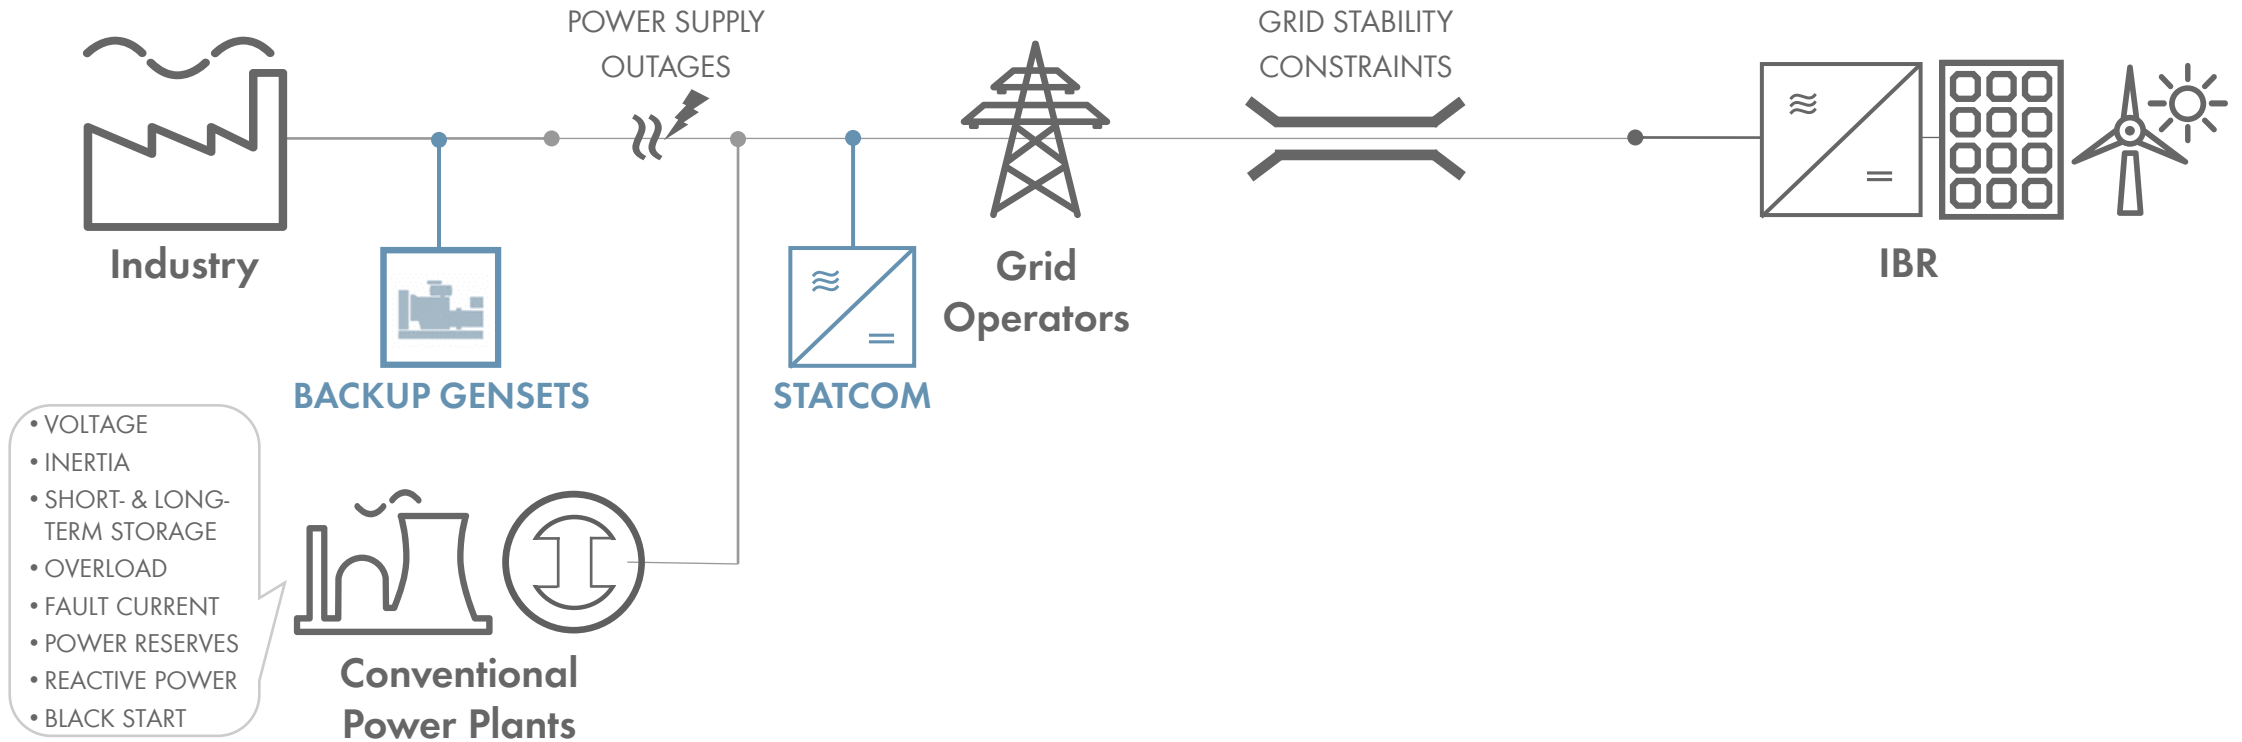 POWER SUPPLY
OUTAGES
GRID STABILITY
CONSTRAINTS
Industry
Grid
Operators
IBR
BACKUP GENSETS
STATCOM
• VOLTAGE
• INERTIA
• SHORT- & LONG-
TERM STORAGE
• OVERLOAD
• FAULT CURRENT
• POWER RESERVES
• REACTIVE POWER
• BLACK START
Conventional
Power Plants